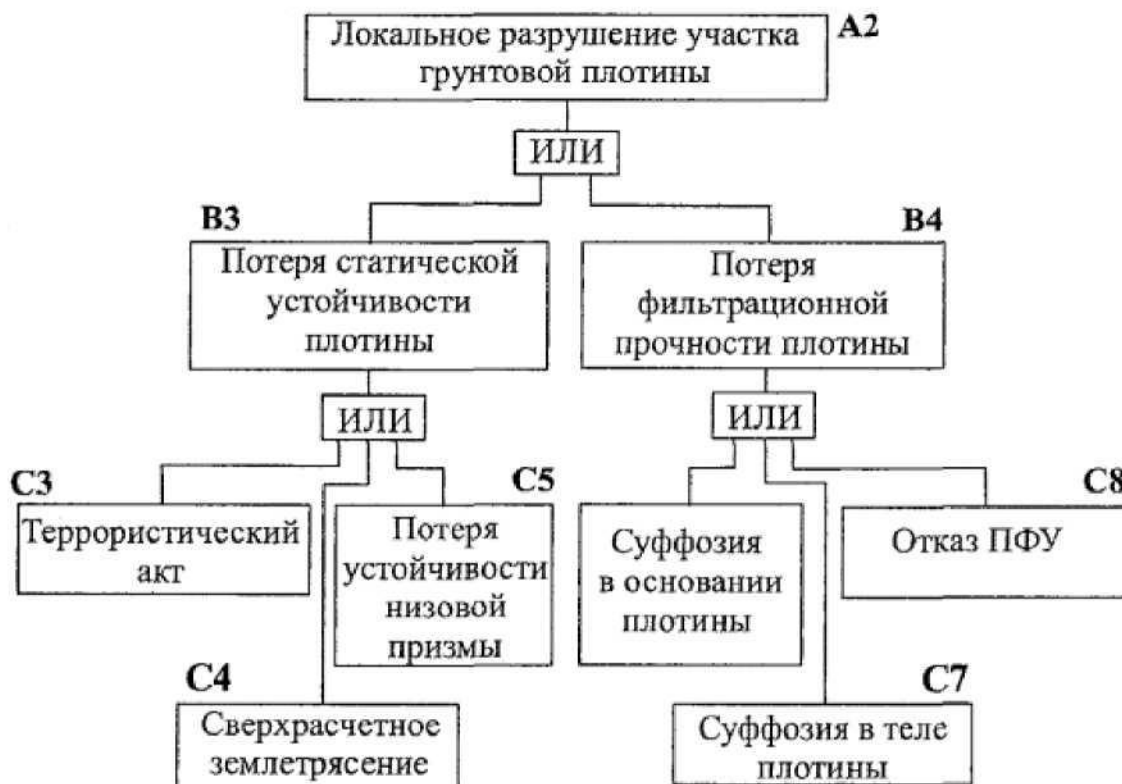 A2
Локальное разрушение участка
грунтовой плотины
ИЛИ
B3
Потеря статической
устойчивости
плотины
B4
Потеря
фильтрационной
прочности плотины
ИЛИ
ИЛИ
C3
Террористический
акт
C5
Потеря
устойчивости
низовой
призмы
Суффозия
в основании
плотины
C8
Отказ ПФУ
C4
Сверхрасчетное
землетрясение
C7
Суффозия в теле
плотины